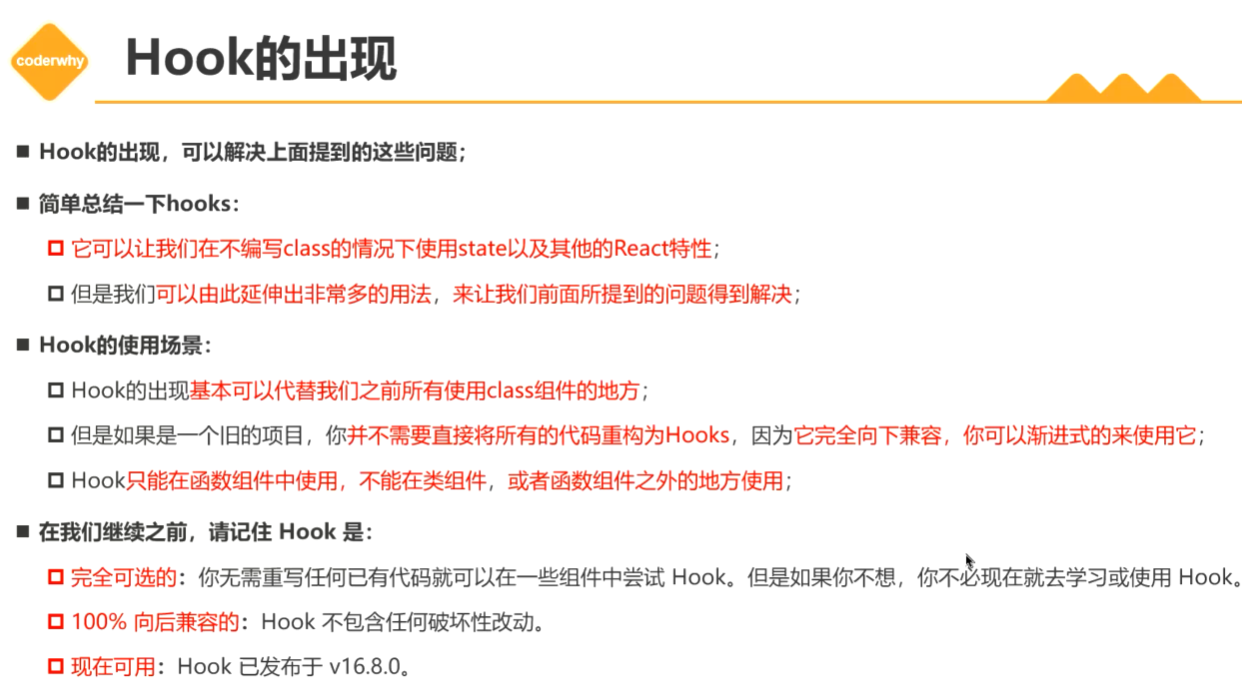 coderwhy
Hook的出现
Hook的出现，可以解决上面提到的这些问题；
简单总结一下hooks：
它可以让我们在不编写class的情况下使用state以及其他的React特性；
但是我们可以由此延伸出非常多的用法，来让我们前面所提到的问题得到解决；
Hook的使用场景：
Hook的出现基本可以代替我们之前所有使用class组件的地方；
但是如果是一个旧的项目，你并不需要直接将所有的代码重构为Hooks，因为它完全向下兼容，你可以渐进式的来使用它；
Hook只能在函数组件中使用，不能在类组件，或者函数组件之外的地方使用；
在我们继续之前，请记住 Hook 是：
完全可选的：你无需重写任何已有代码就可以在一些组件中尝试 Hook。但是如果你不想，你不必现在就去学习或使用 Hook。
100% 向后兼容的：Hook 不包含任何破坏性改动。
现在可用：Hook 已发布于 v16.8.0。